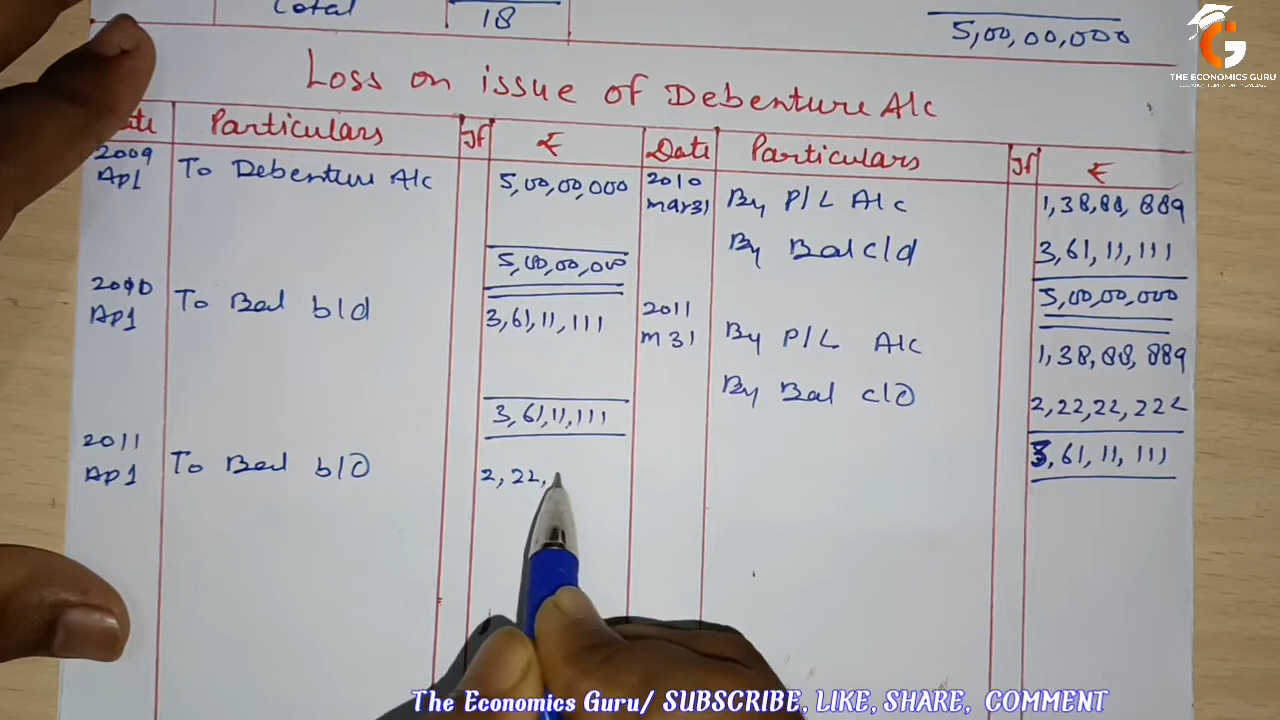 Total 18 5,00,00,000
THE ECONOMICS GURU
Loss on issue of Debenture A/c
Date Particulars Jf ₹ Date Particulars Jf ₹
2009 Ap1 To Debenture A/c 5,00,00,000 2010 Mar31 By P/L A/c 1,38,88,889
By Bal c/d 3,61,11,111
5,00,00,000 5,00,00,000
2010 Ap1 To Bal b/d 3,61,11,111 2011 M31 By P/L A/c 1,38,88,889
By Bal c/d 2,22,22,222
3,61,11,111 3,61,11,111
2011 Ap1 To Bal b/d 2,22,
The Economics Guru/ SUBSCRIBE, LIKE, SHARE, COMMENT